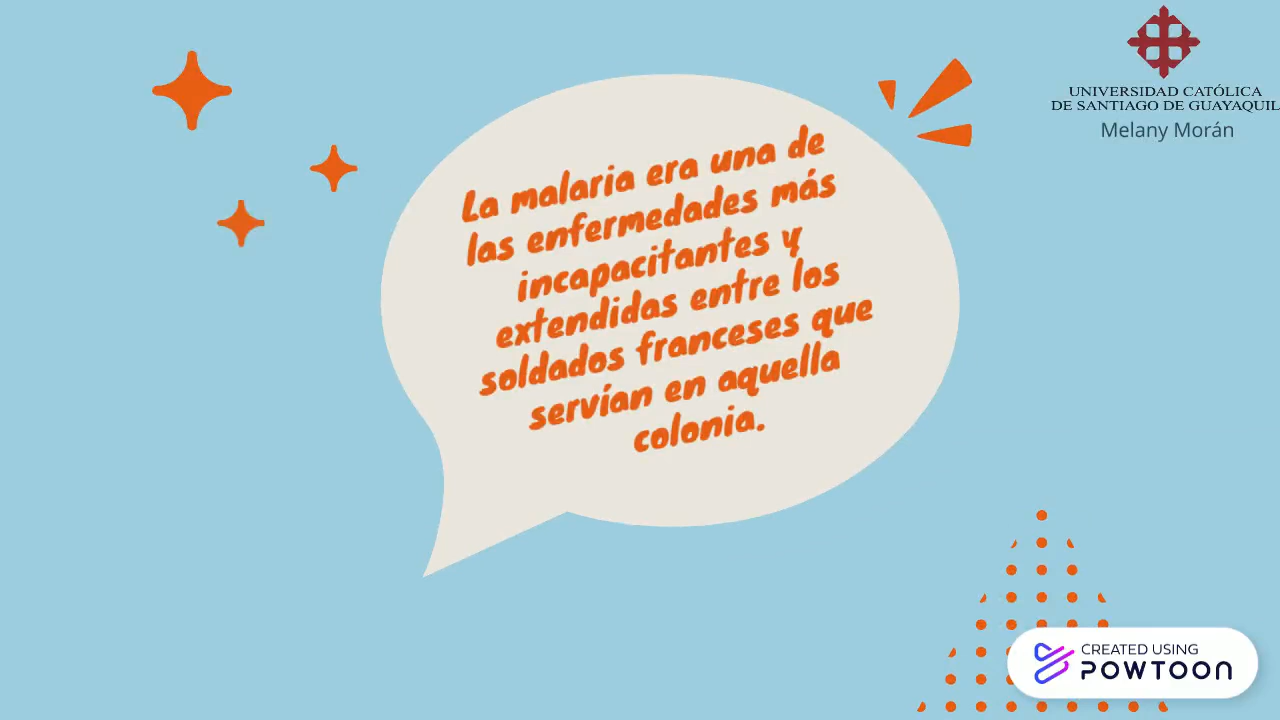 UNIVERSIDAD CATÓLICA
DE SANTIAGO DE GUAYAQUIL
Melany Morán
La malaria era una de
las enfermedades más
incapacitantes y
extendidas entre los
soldados franceses que
servían en aquella
colonia.
CREATED USING
POWTOON